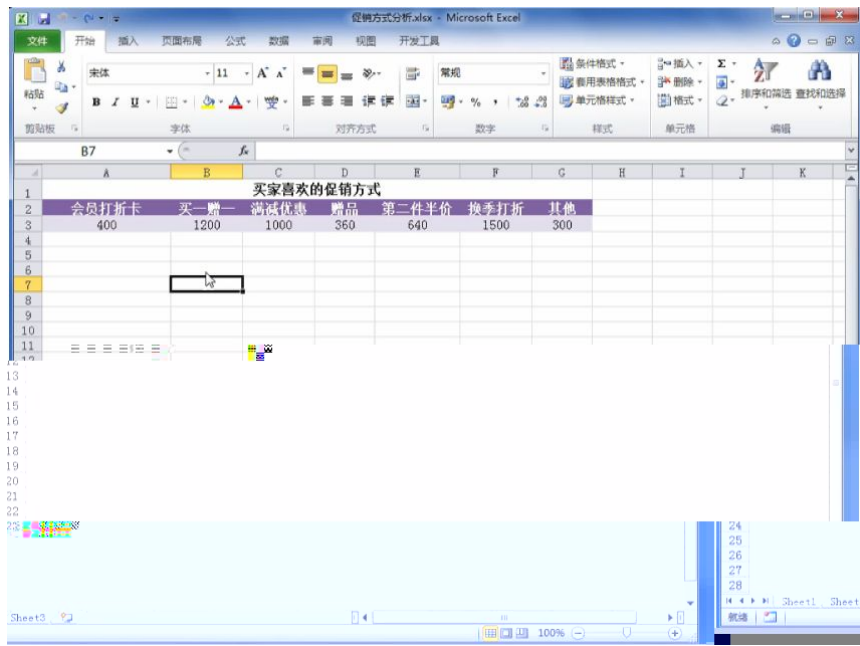 促销方式分析.xlsx - Microsoft Excel
文件 开始 插入 页面布局 公式 数据 审阅 视图 开发工具
粘贴 宋体 11 常规 条件格式 套用表格格式 单元格样式 插入 删除 格式 排序和筛选 查找和选择
B I U %
剪贴板 字体 对齐方式 数字 样式 单元格 编辑
B7 fx
A B C D E F G H I J K
1 买家喜欢的促销方式
2 会员打折卡 买一赠一 满减优惠 赠品 第二件半价 换季打折 其他
3 400 1200 1000 360 640 1500 300
4
5
6
7
8
9
10
11
12
13
14
15
16
17
18
19
20
21
22
24
25
26
27
28
Sheet1 Sheet
Sheet3
就绪
100%